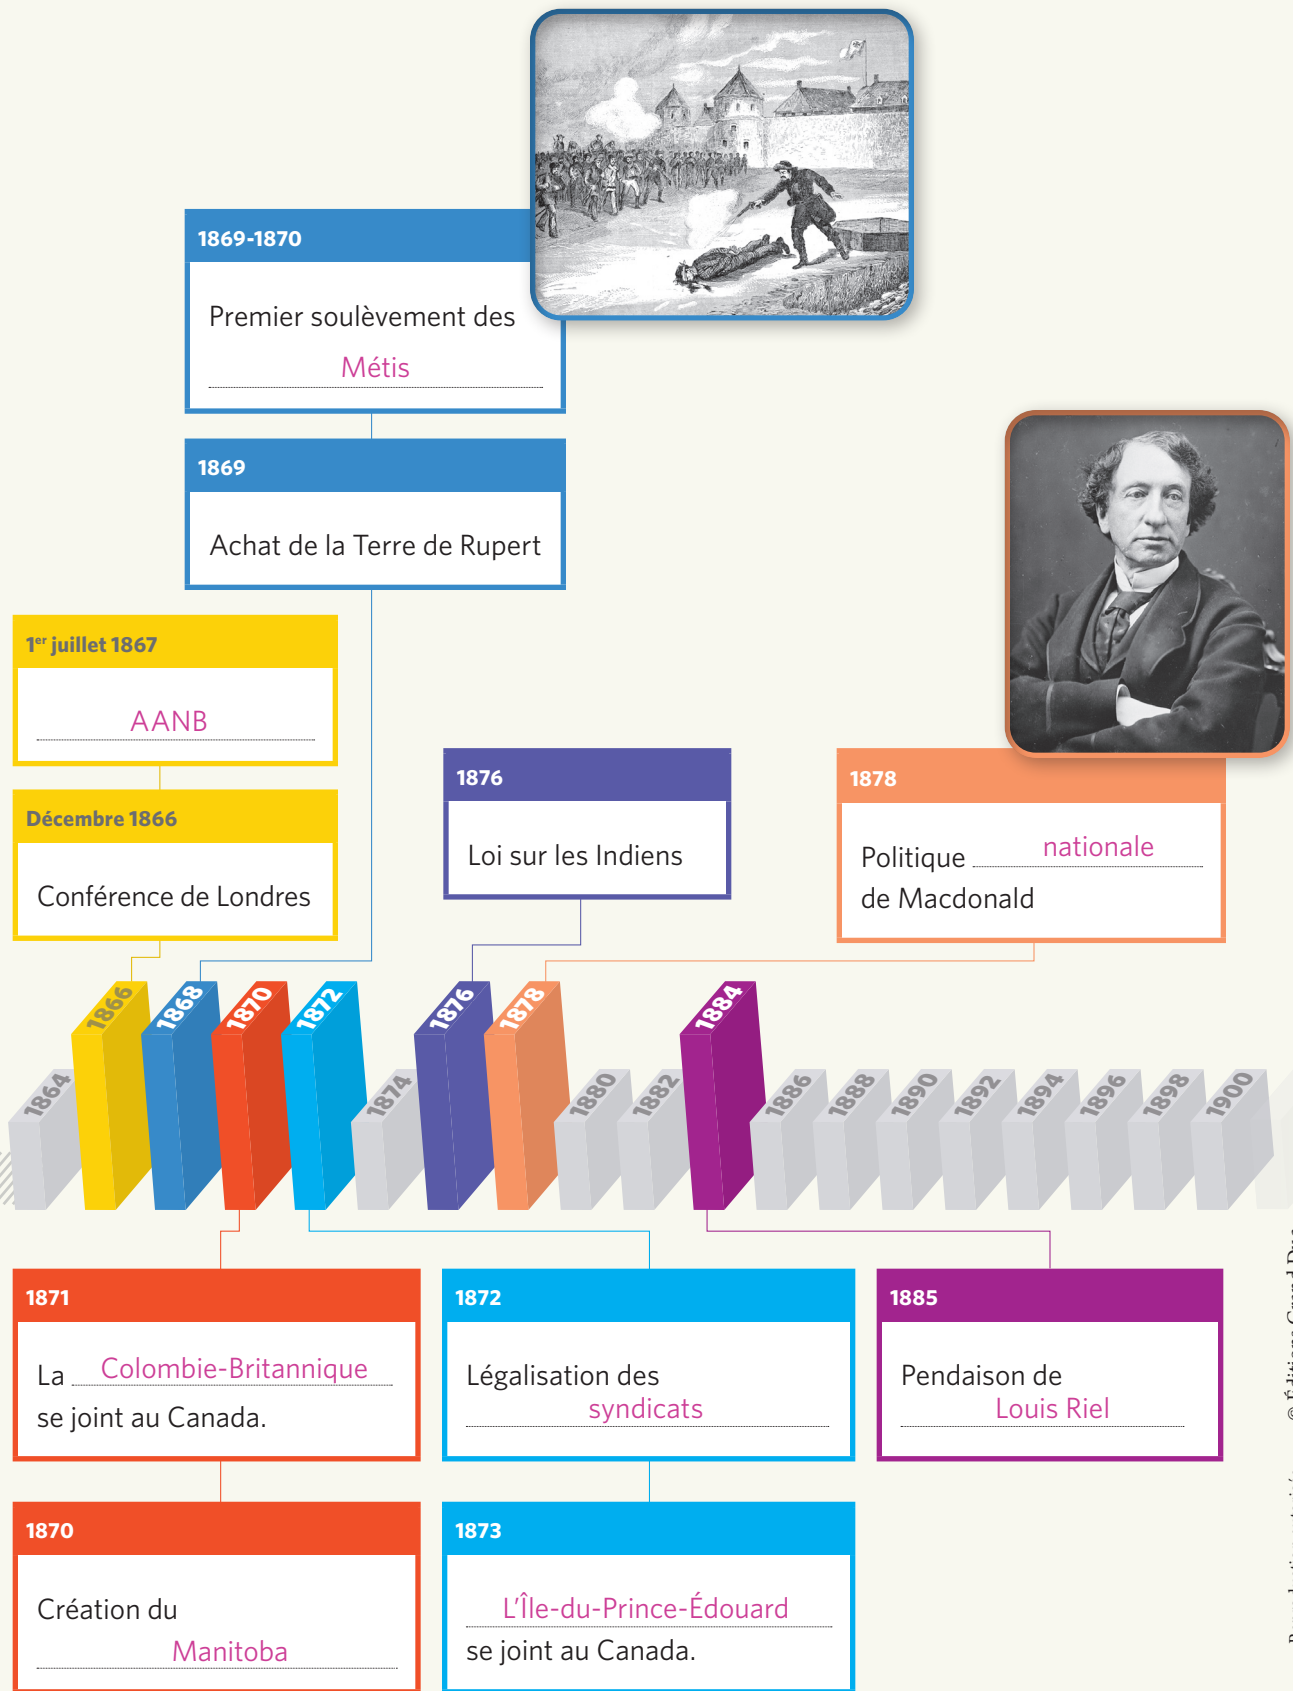 1869-1870
Premier soulèvement des
Métis
1869
Achat de la Terre de Rupert
1er juillet 1867
AANB
Décembre 1866
Conférence de Londres
1876
Loi sur les Indiens
1878
Politique nationale
de Macdonald
1864
1866
1868
1870
1872
1874
1876
1878
1880
1882
1884
1886
1888
1890
1892
1894
1896
1898
1900
1871
La Colombie-Britannique
se joint au Canada.
1870
Création du
Manitoba
1872
Légalisation des
syndicats
1873
L'Île-du-Prince-Édouard
se joint au Canada.
1885
Pendaison de
Louis Riel
© Éditions Grand Duc